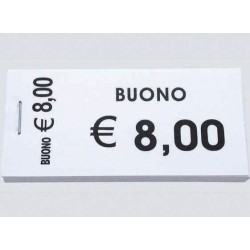 BUONO € 8,00
BUONO
€ 8,00